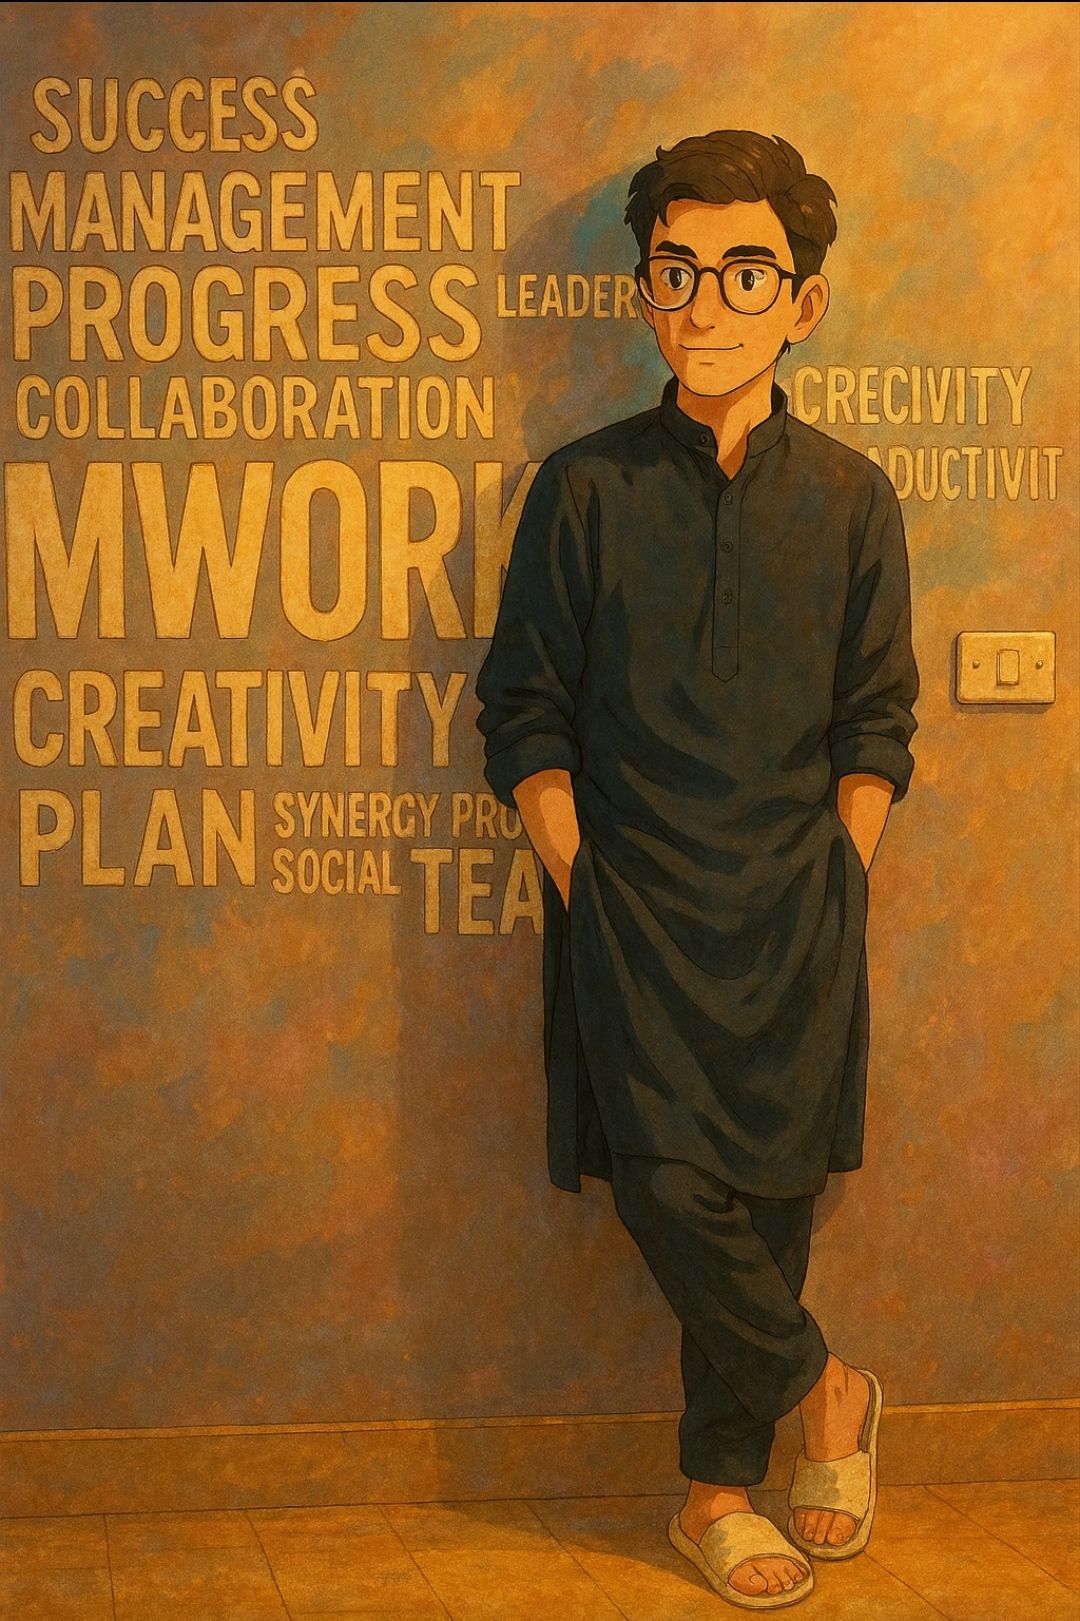 SUCCESS
MANAGEMENT
PROGRESS
LEADER
COLLABORATION
CRECIVITY
ADUCTIVIT
MWORK
CREATIVITY
PLAN
SYNERGY PRO
SOCIAL
TEA